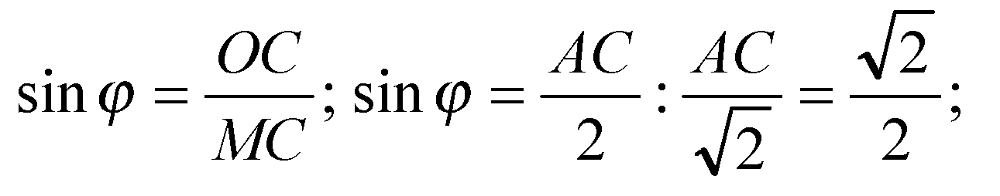 sin φ = OC/MC; sin φ = AC/2 : AC/√2 = √2/2;